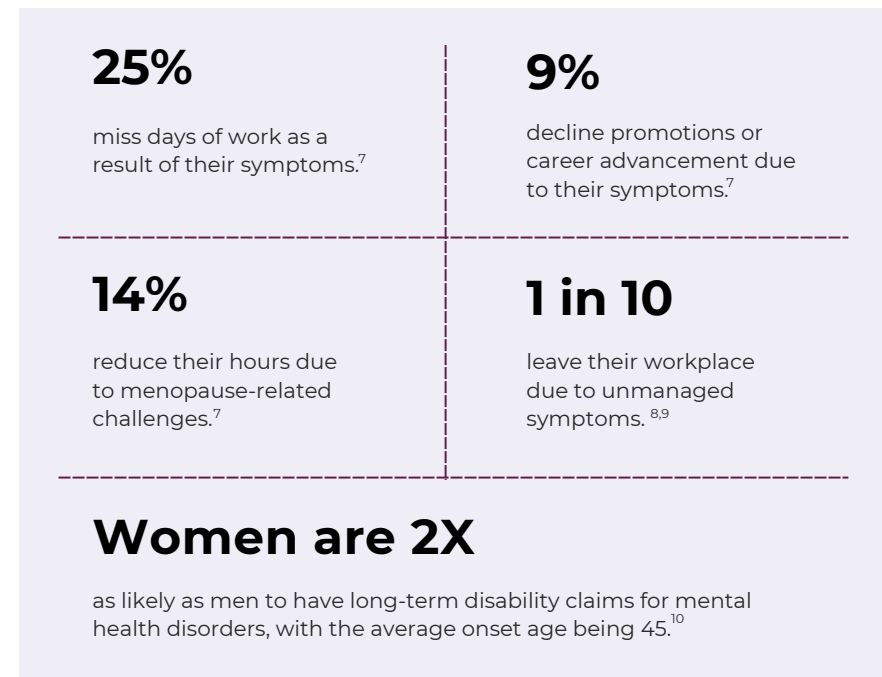 25%
miss days of work as a
result of their symptoms.7
9%
decline promotions or
career advancement due
to their symptoms.7
14%
reduce their hours due
to menopause-related
challenges.7
1 in 10
leave their workplace
due to unmanaged
symptoms. 8,9
Women are 2X
as likely as men to have long-term disability claims for mental
health disorders, with the average onset age being 45.10